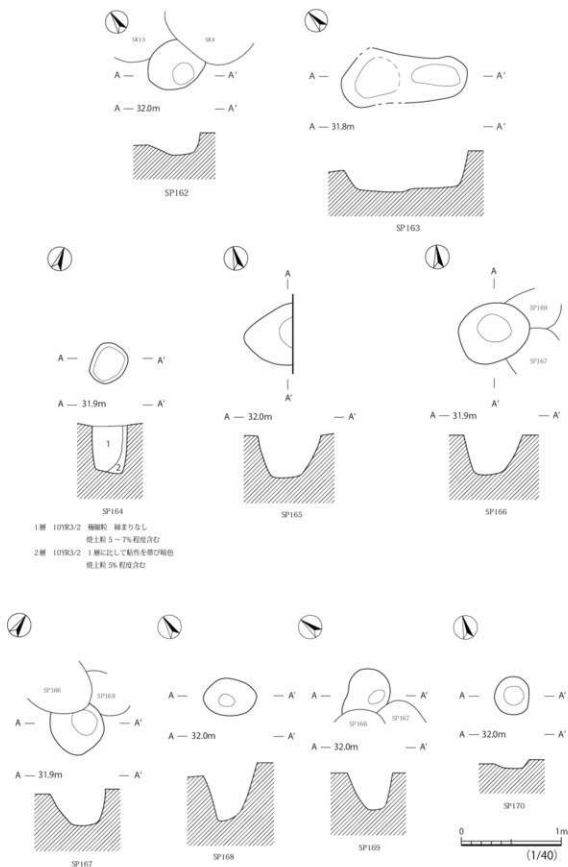 SK13
SK4
A — — A'
A — 32.0m — A'
SP162
A — — A'
A — 31.8m — A'
SP163
A — — A'
A — 31.9m — A'
1
2
SP164
1層 10YR3/2 極細粒 締まりなし
焼土粒 5～7% 程度含む
2層 10YR3/2 1層に比して粘性を帯び暗色
焼土粒 5% 程度含む
A
A'
A — 32.0m — A'
SP165
A
SP169
SP167
A'
A — 31.9m — A'
SP166
SP166
SP169
A — — A'
A — 31.9m — A'
SP167
A — — A'
A — 32.0m — A'
SP168
A — — A'
SP166
SP167
A — 32.0m — A'
SP169
A — — A'
A — 32.0m — A'
SP170
0 1m
(1/40)